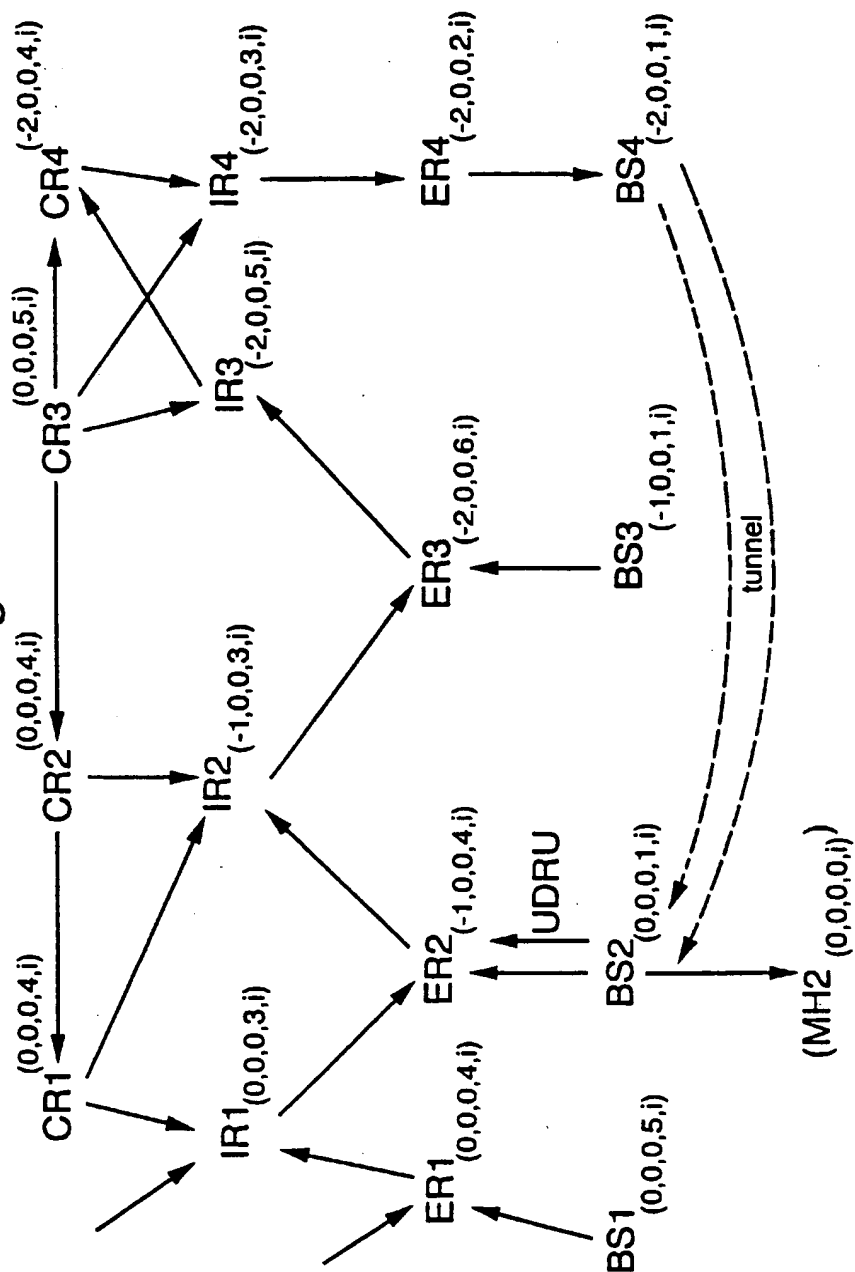 CR1 (0,0,0,4,i)
CR2 (0,0,0,4,i)
CR3 (0,0,0,5,i)
CR4 (-2,0,0,4,i)
IR1 (0,0,0,3,i)
IR2 (-1,0,0,3,i)
IR3 (-2,0,0,5,i)
IR4 (-2,0,0,3,i)
ER1 (0,0,0,4,i)
ER2 (-1,0,0,4,i)
ER3 (-2,0,0,6,i)
ER4 (-2,0,0,2,i)
UDRU
BS1 (0,0,0,5,i)
BS2 (0,0,0,1,i)
BS3 (-1,0,0,1,i)
BS4 (-2,0,0,1,i)
tunnel
(MH2 (0,0,0,0,i))